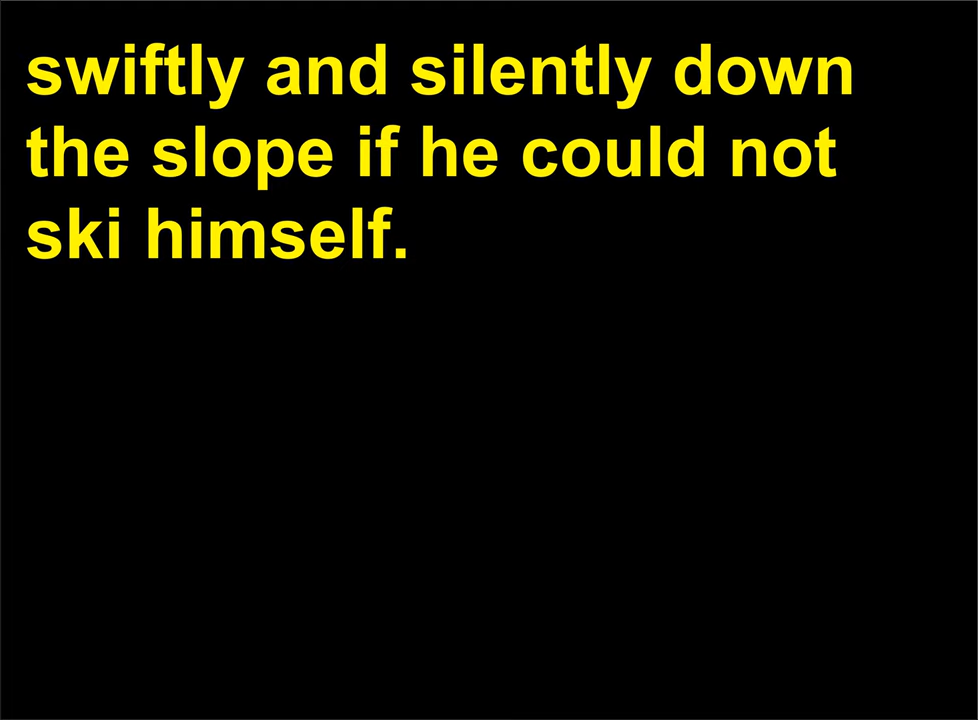 swiftly and silently down
the slope if he could not
ski himself.